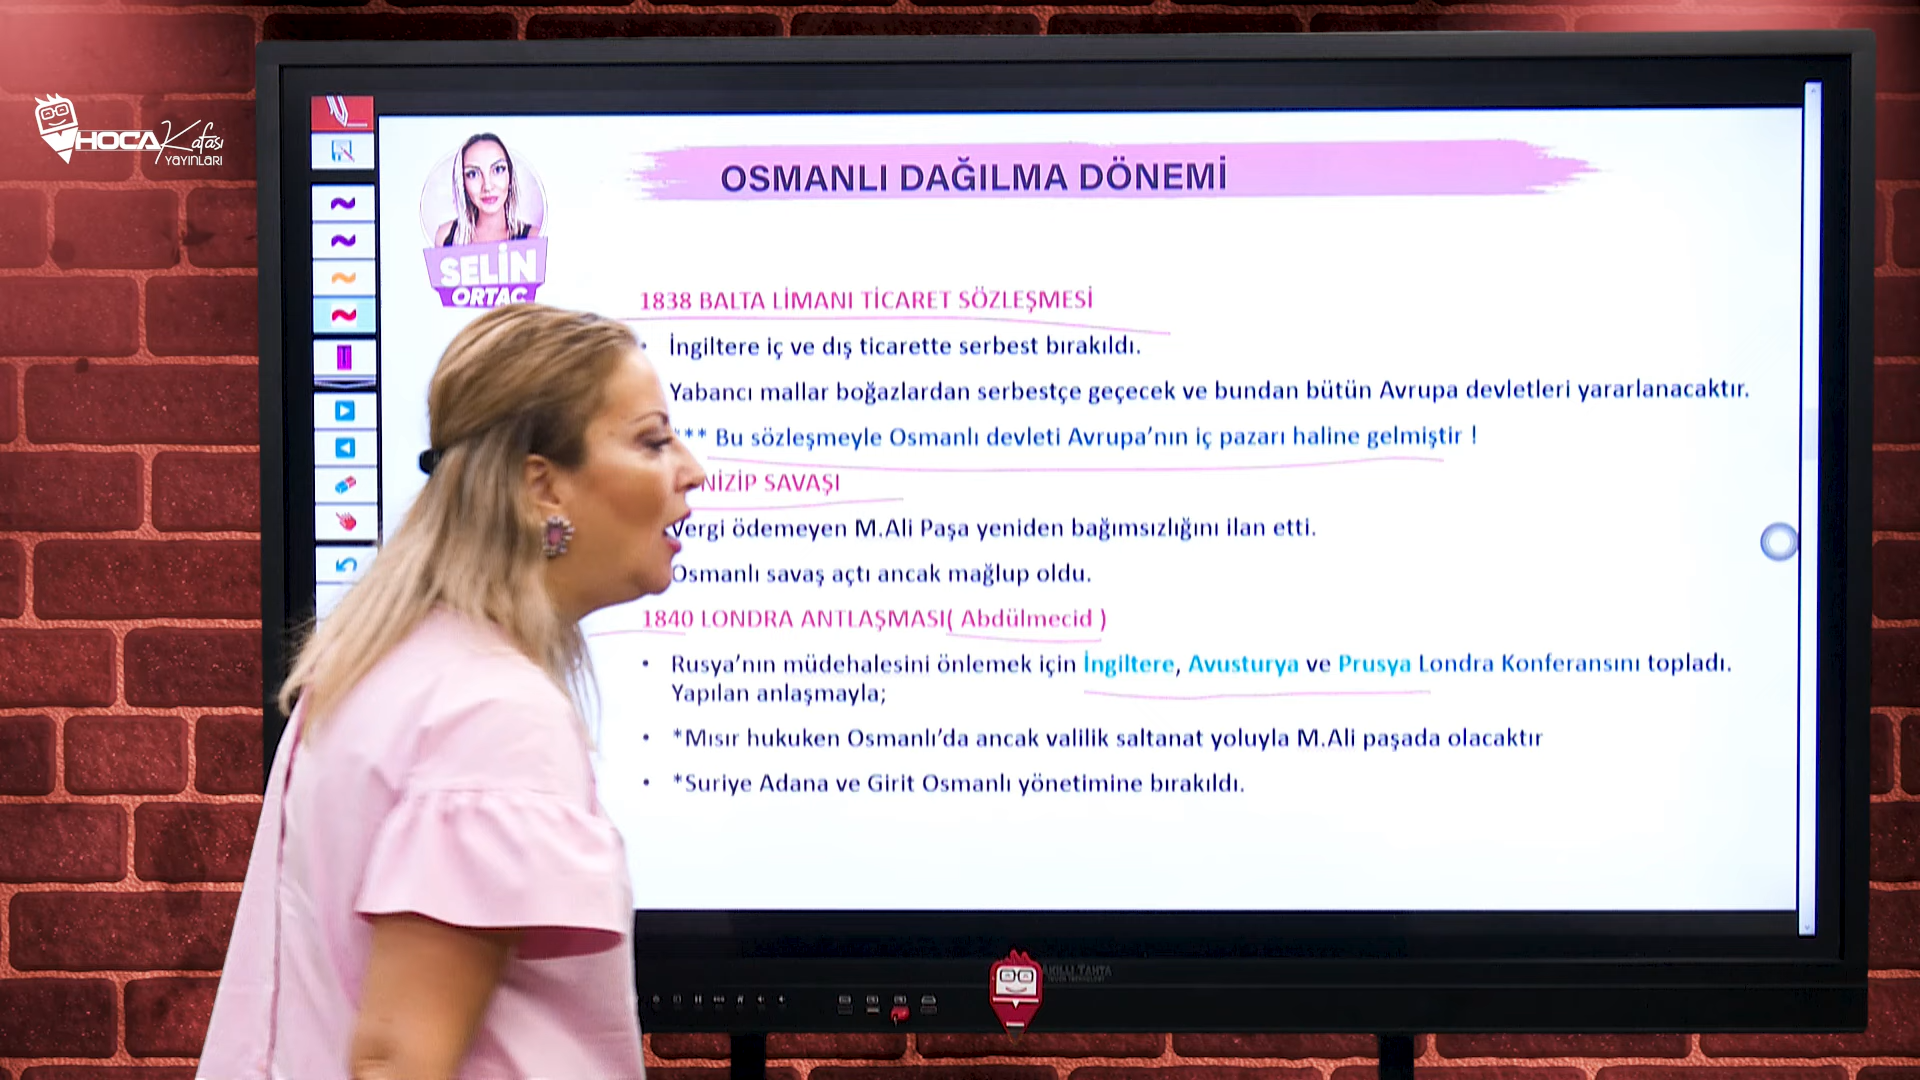 HOCA Kafası
YAYINLARI
OSMANLI DAĞILMA DÖNEMİ
SELİN
ORTAÇ
1838 BALTA LİMANI TİCARET SÖZLEŞMESİ
• İngiltere iç ve dış ticarette serbest bırakıldı.
Yabancı mallar boğazlardan serbestçe geçecek ve bundan bütün Avrupa devletleri yararlanacaktır.
*** Bu sözleşmeyle Osmanlı devleti Avrupa'nın iç pazarı haline gelmiştir !
NİZİP SAVAŞI
Vergi ödemeyen M.Ali Paşa yeniden bağımsızlığını ilan etti.
Osmanlı savaş açtı ancak mağlup oldu.
1840 LONDRA ANTLAŞMASI( Abdülmecid )
• Rusya'nın müdehalesini önlemek için İngiltere, Avusturya ve Prusya Londra Konferansını topladı.
Yapılan anlaşmayla;
• *Mısır hukuken Osmanlı'da ancak valilik saltanat yoluyla M.Ali paşada olacaktır
• *Suriye Adana ve Girit Osmanlı yönetimine bırakıldı.
AKILLI TAHTA